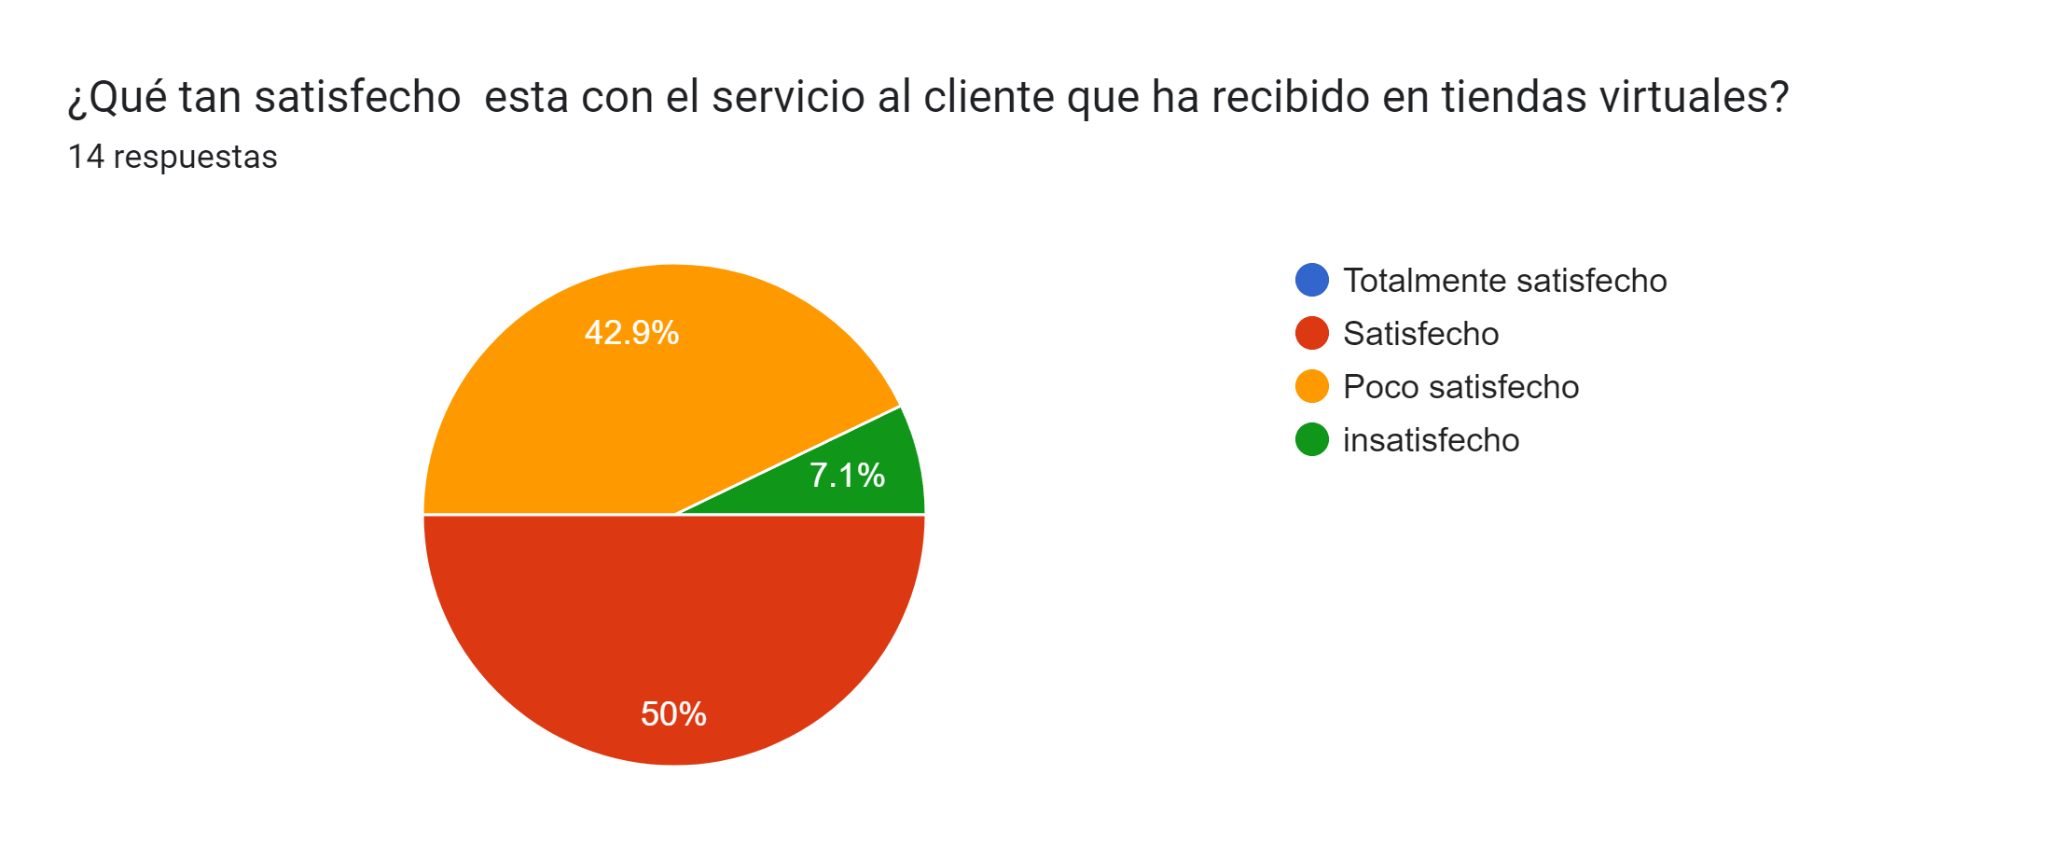 ¿Qué tan satisfecho  esta con el servicio al cliente que ha recibido en tiendas virtuales?
14 respuestas
Totalmente satisfecho
Satisfecho
Poco satisfecho
insatisfecho
42.9%
7.1%
50%